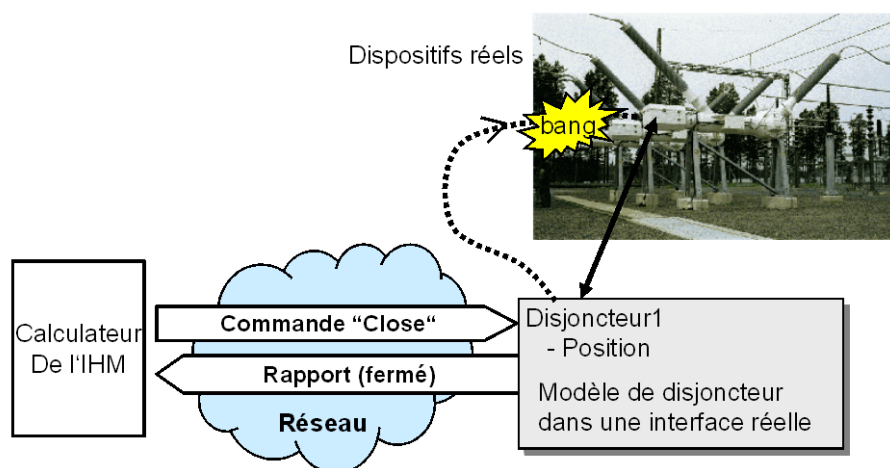 Dispositifs réels
bang
Calculateur
De l‘IHM
Commande “Close“
Rapport (fermé)
Réseau
Disjoncteur1
- Position
Modèle de disjoncteur
dans une interface réelle